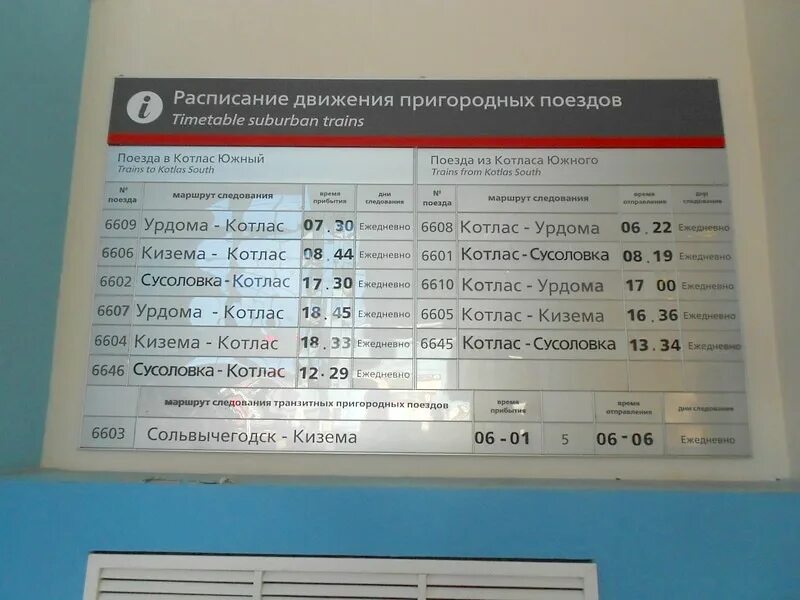 i
Расписание движения пригородных поездов
Timetable suburban trains
Поезда в Котлас Южный
Trains to Kotlas South
№ поезда маршрут следования время прибытия дни следования
6609 Урдома - Котлас 07.30 Ежедневно
6606 Кизема - Котлас 08.44 Ежедневно
6602 Сусоловка - Котлас 17.30 Ежедневно
6607 Урдома - Котлас 18.45 Ежедневно
6604 Кизема - Котлас 18.33 Ежедневно
6646 Сусоловка - Котлас 12.29 Ежедневно
Поезда из Котласа Южного
Trains from Kotlas South
№ поезда маршрут следования время отправления дни следования
6608 Котлас - Урдома 06.22 Ежедневно
6601 Котлас - Сусоловка 08.19 Ежедневно
6610 Котлас - Урдома 17 00 Ежедневно
6605 Котлас - Кизема 16.36 Ежедневно
6645 Котлас - Сусоловка 13.34 Ежедневно
маршрут следования транзитных пригородных поездов время прибытия время отправления дни следования
6603 Сольвычегодск - Кизема 06-01 5 06-06 Ежедневно